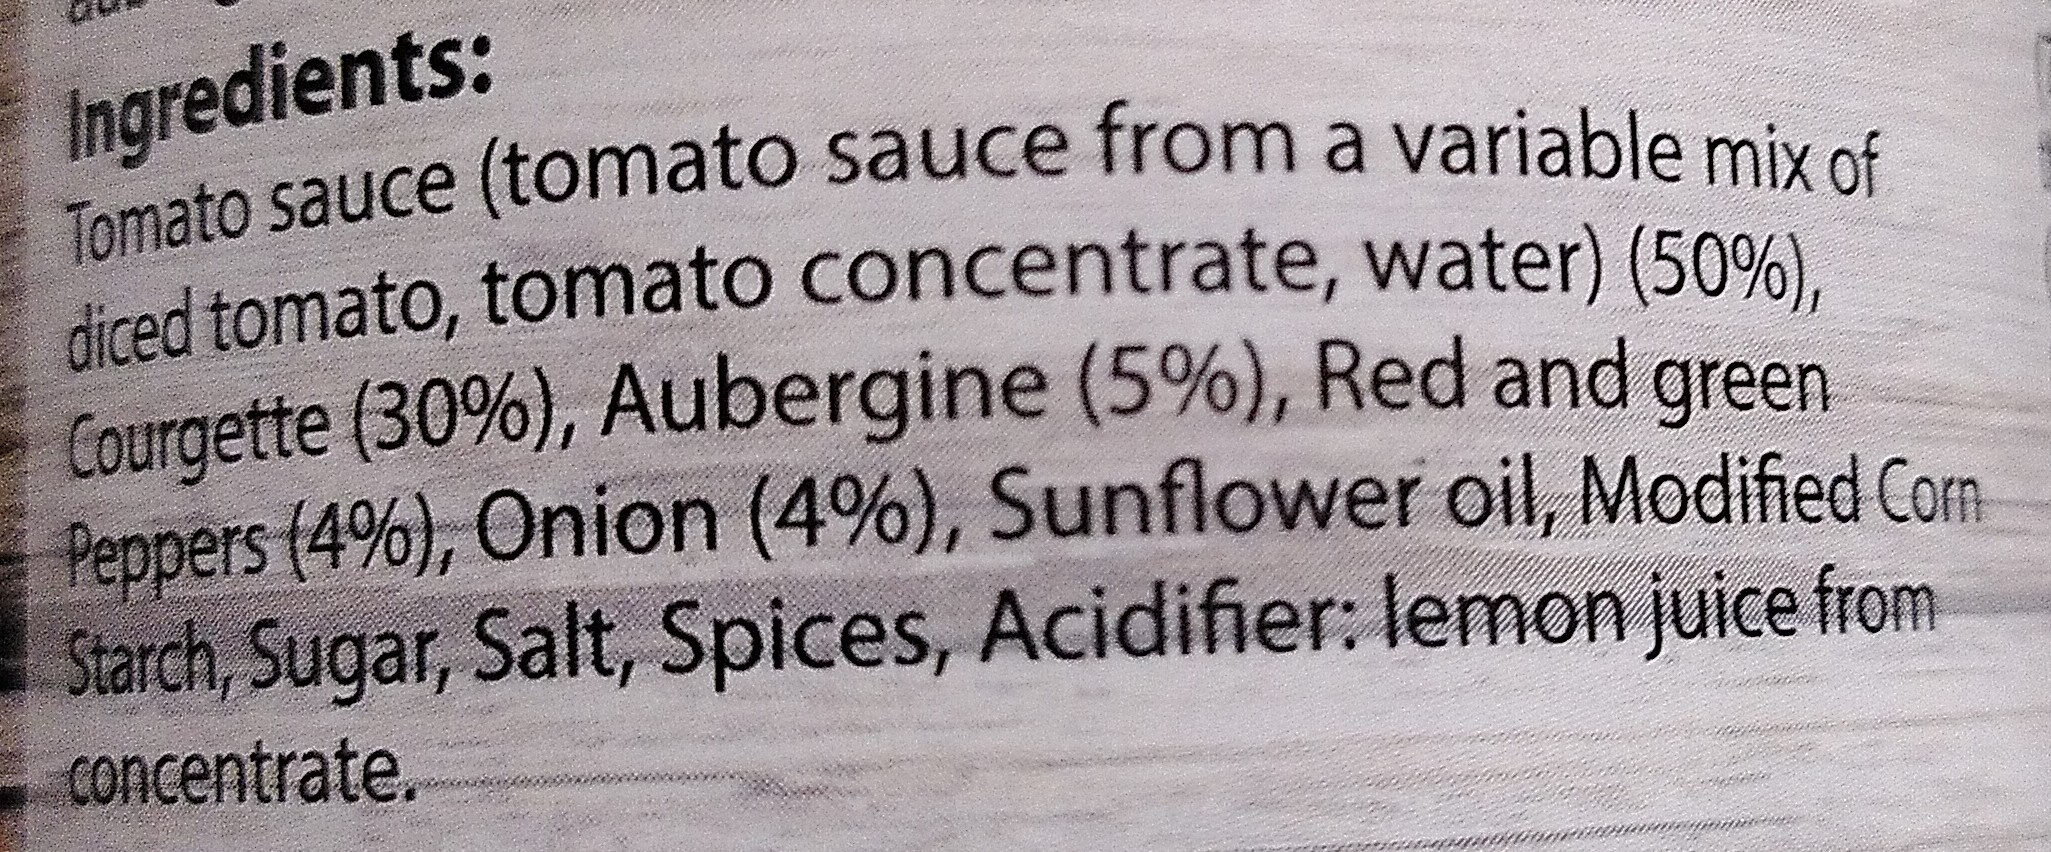 Ingredients:
Tomato sauce (tomato sauce from a variable mix of
diced tomato, tomato concentrate, water) (50%),
Courgette (30%), Aubergine (5%), Red and green
Peppers (4%), Onion (4%), Sunflower oil, Modified Corn
Starch, Sugar, Salt, Spices, Acidifier: lemon juice from
concentrate.